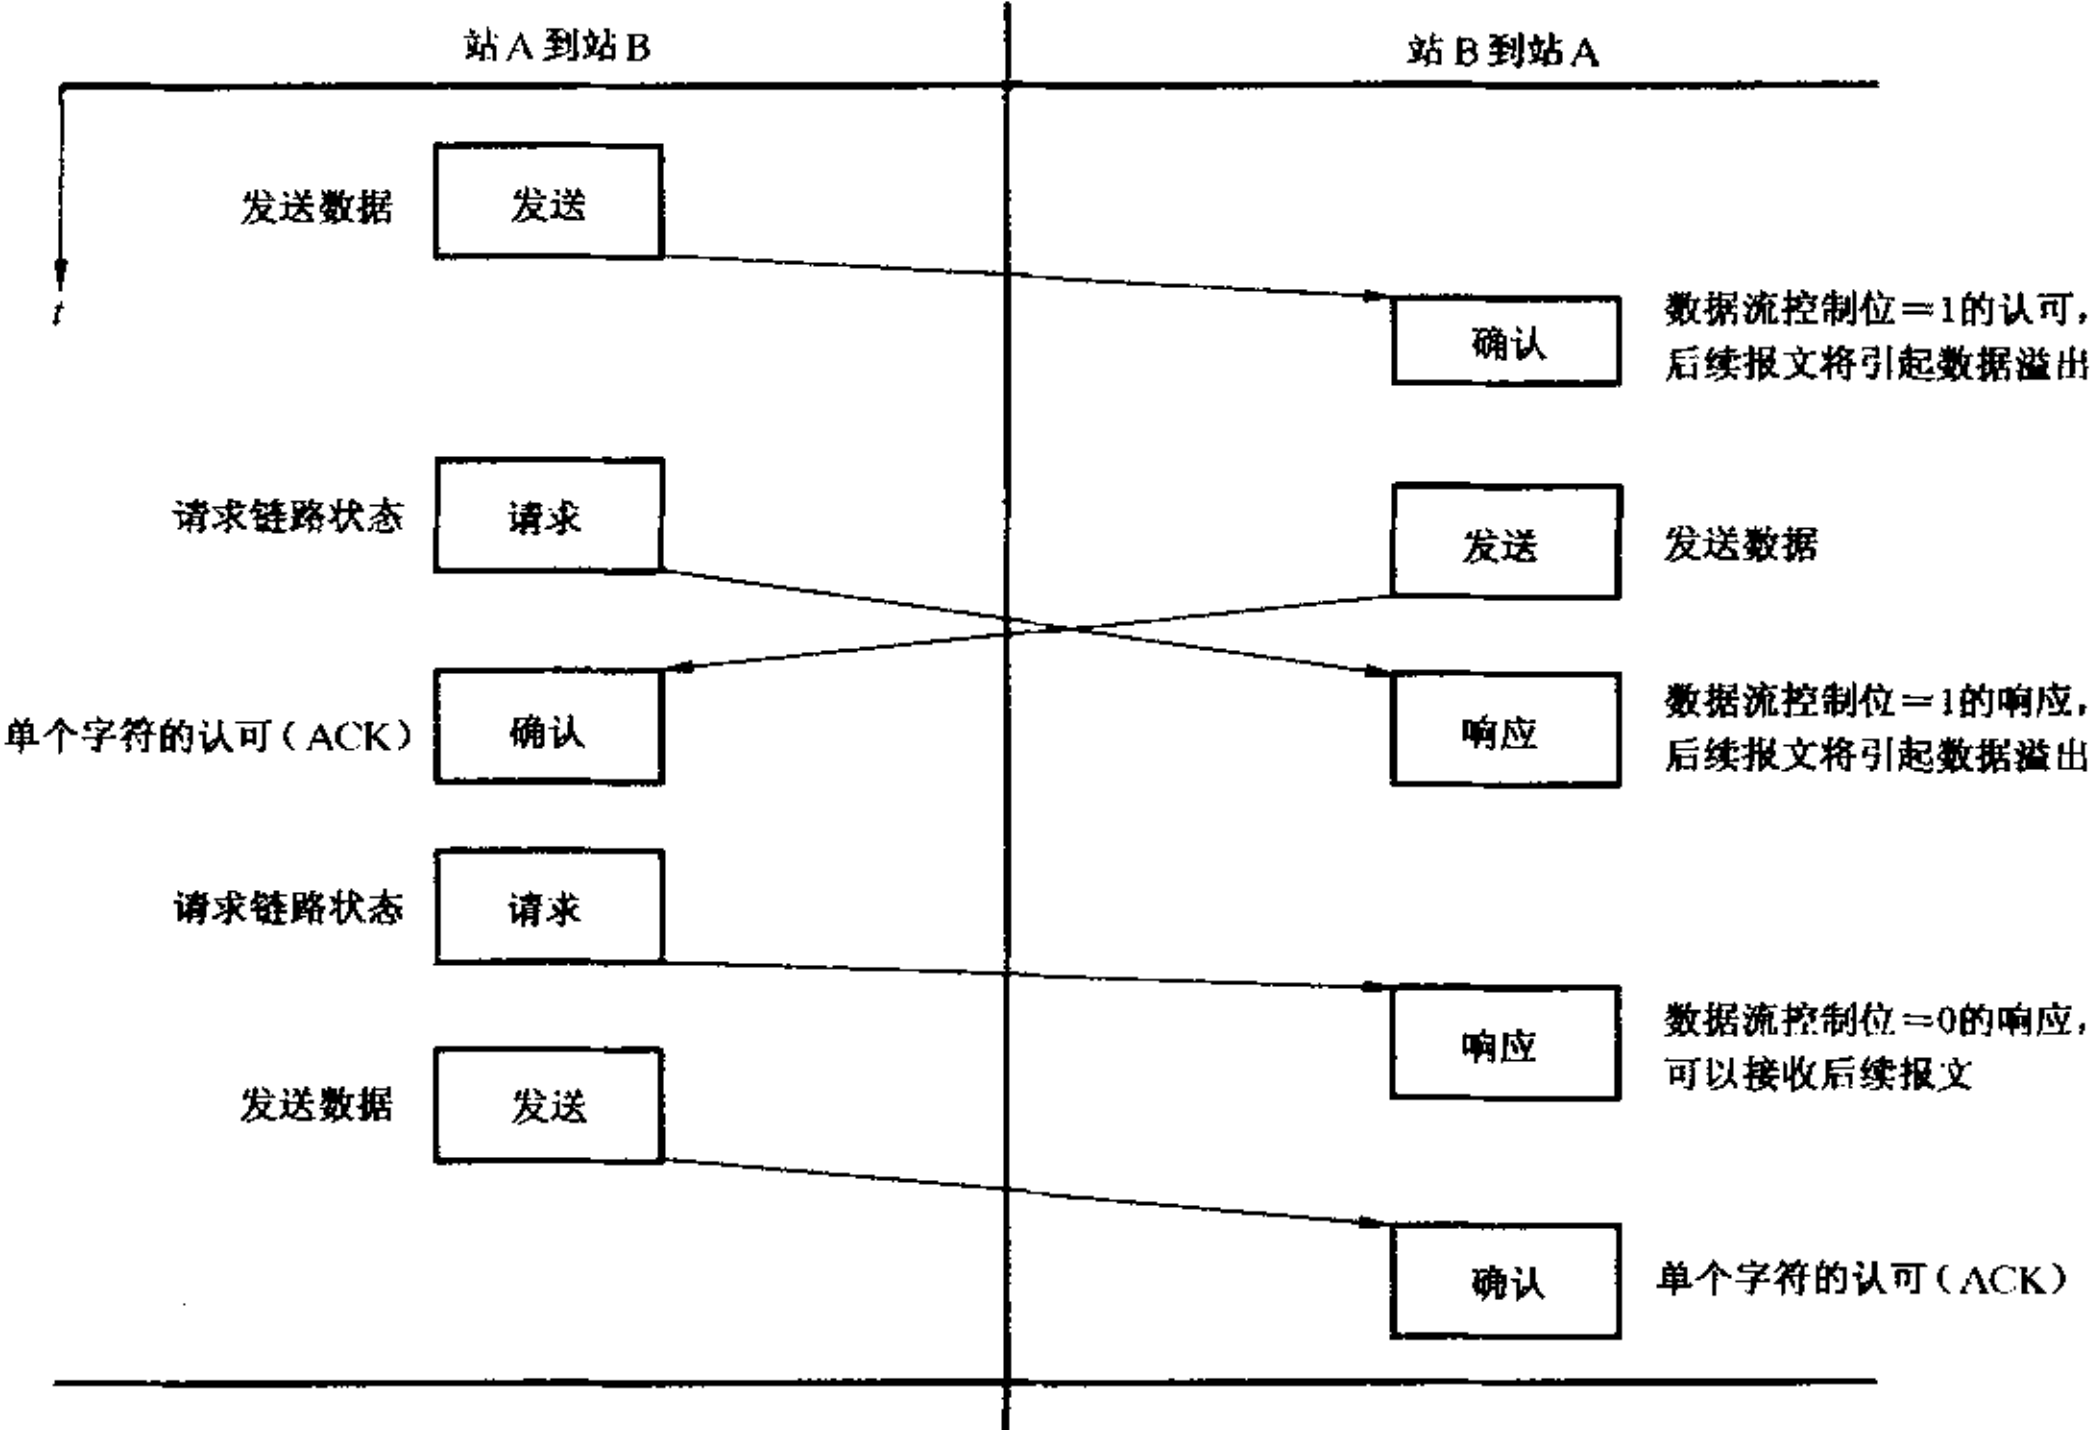 站A到站B
站B到站A
发送数据
发送
t
确认
数据流控制位=1的认可，
后续报文将引起数据溢出
请求链路状态
请求
发送
发送数据
单个字符的认可(ACK)
确认
响应
数据流控制位=1的响应，
后续报文将引起数据溢出
请求链路状态
请求
响应
数据流控制位=0的响应，
可以接收后续报文
发送数据
发送
确认
单个字符的认可(ACK)